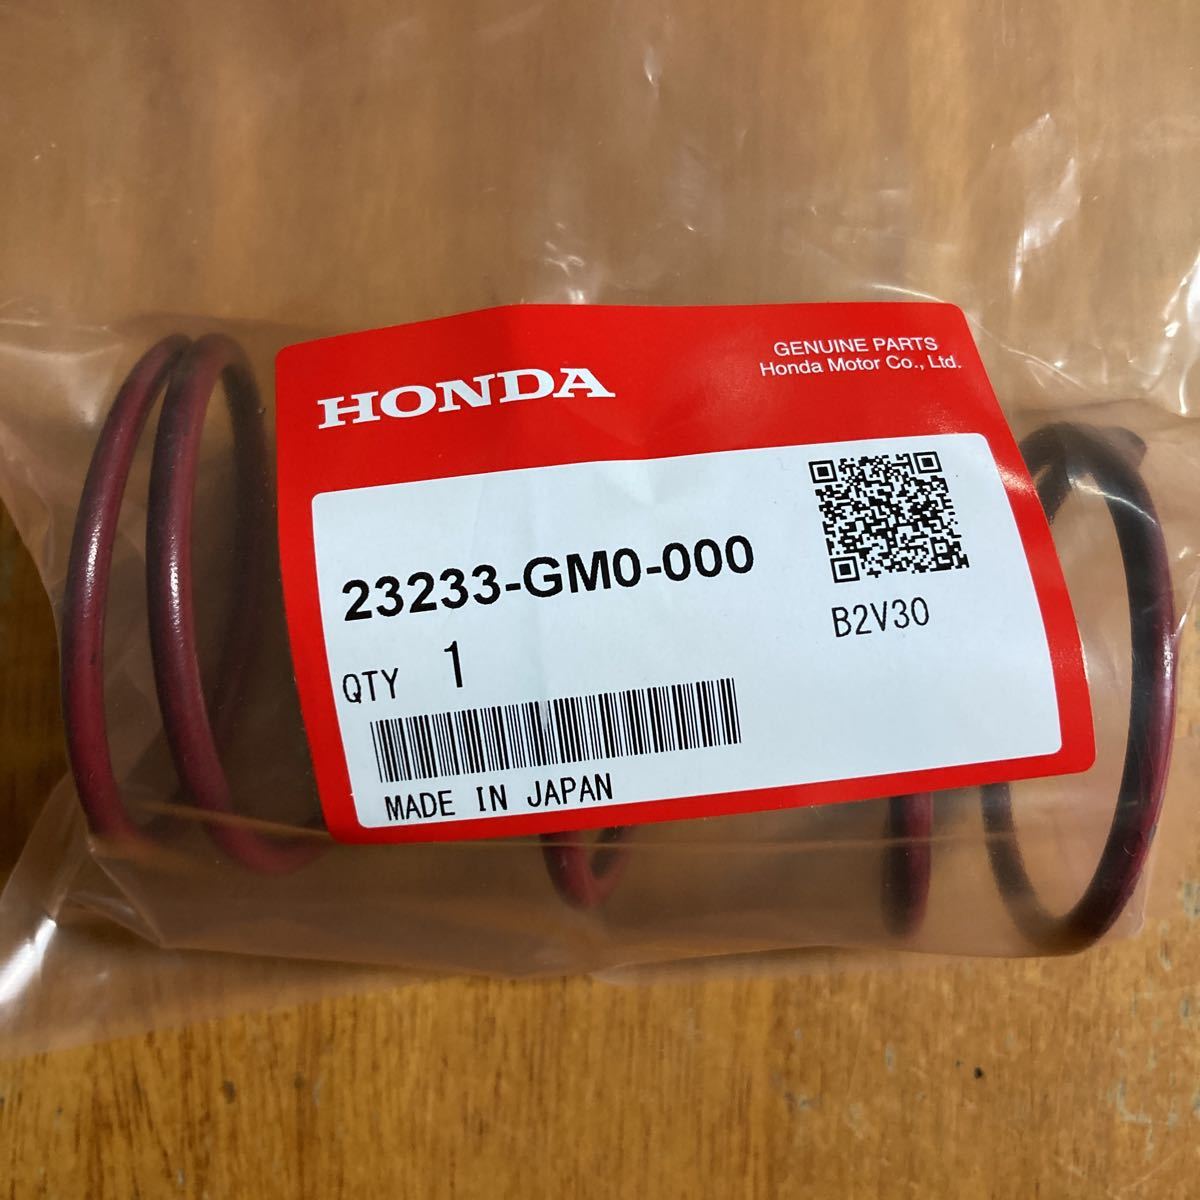 HONDA
GENUINE PARTS
Honda Motor Co., Ltd.
23233-GM0-000
B2V30
QTY 1
MADE IN JAPAN